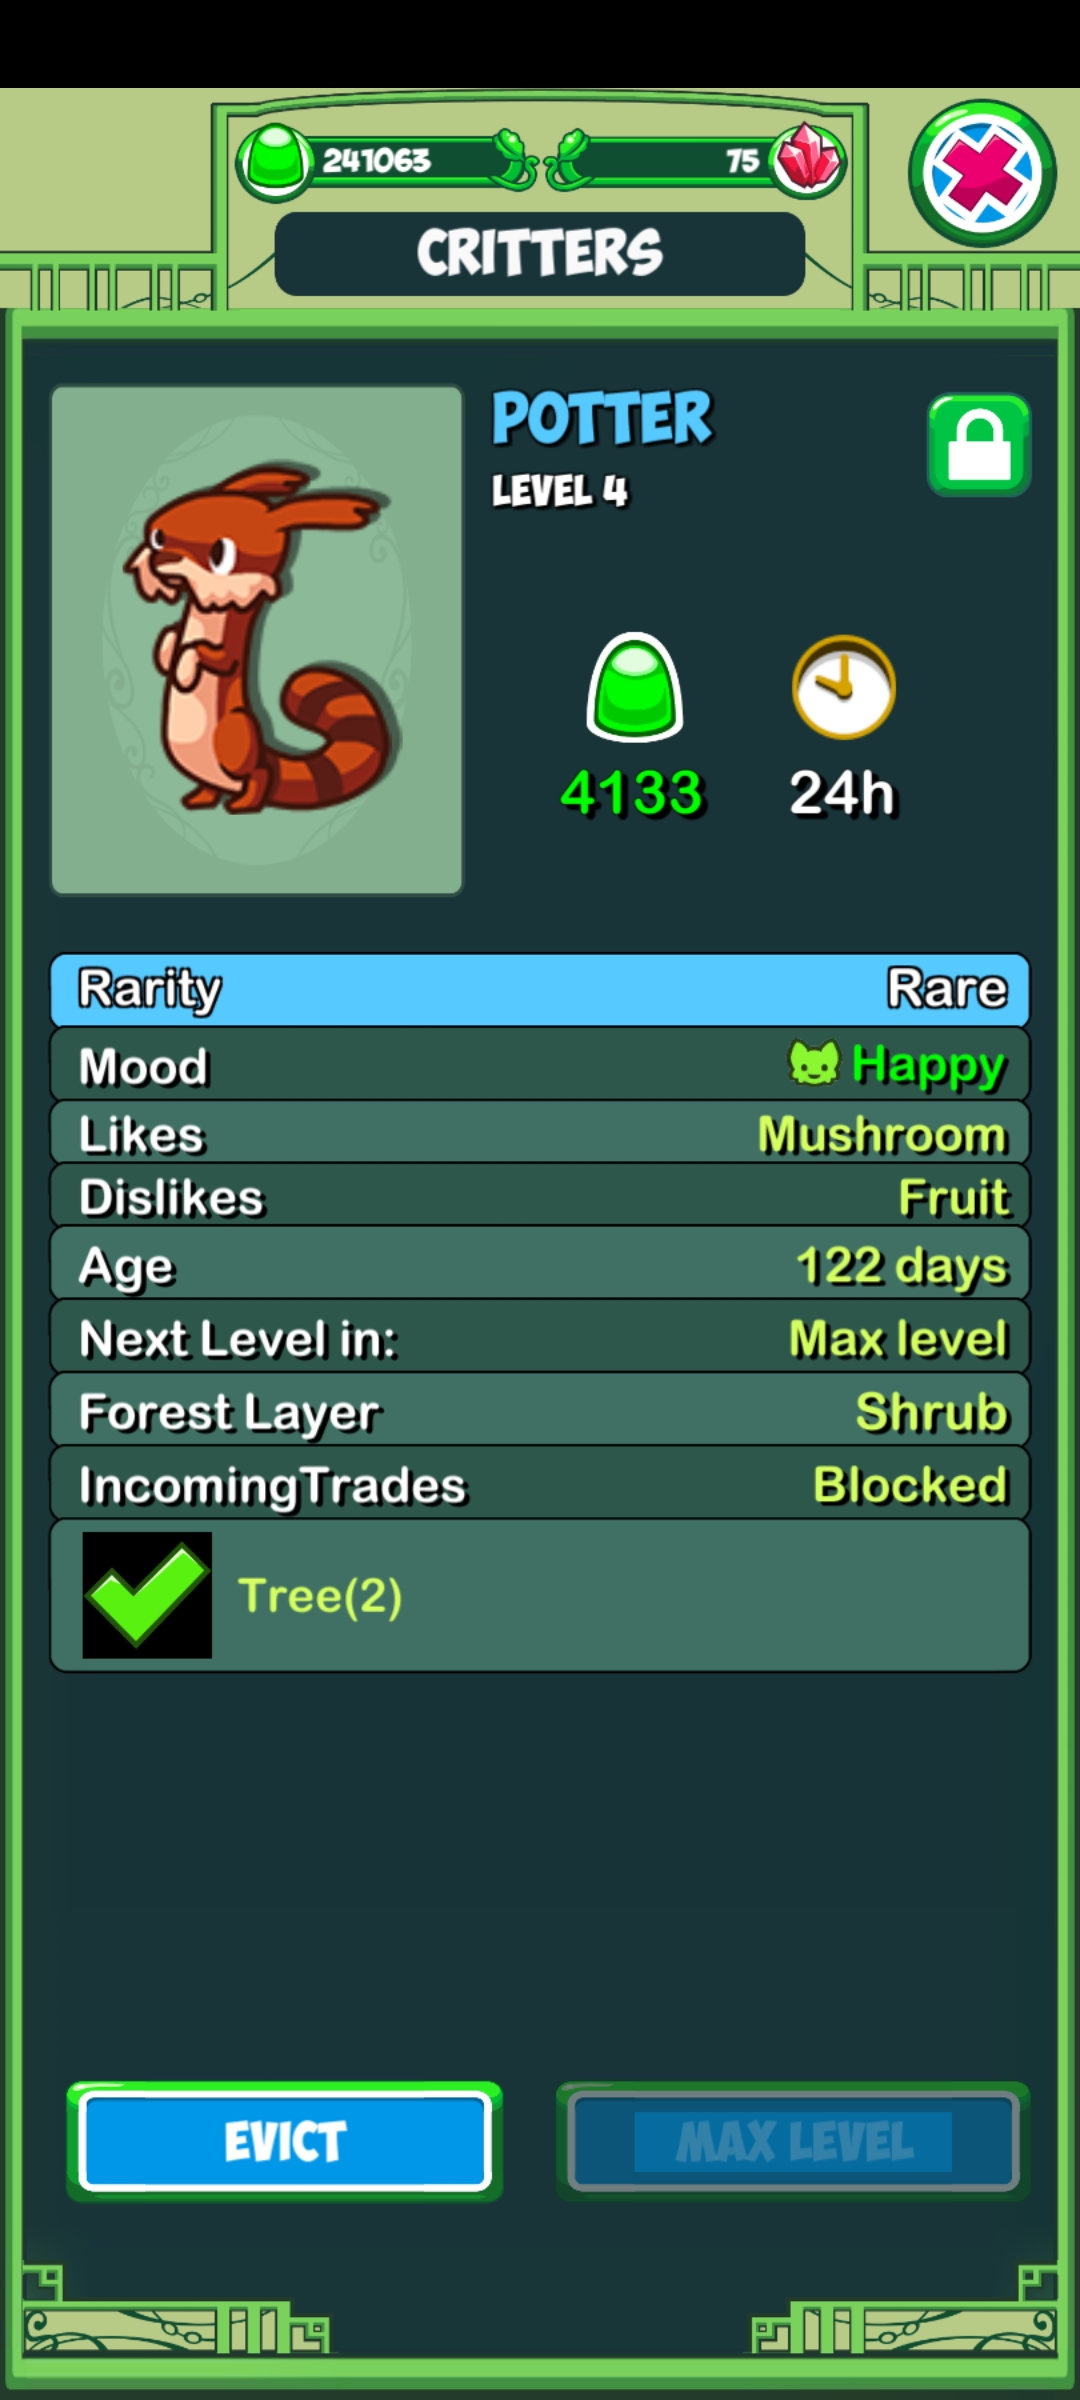 241063
75
CRITTERS
POTTER
LEVEL 4
4133
24h
Rarity Rare
Mood Happy
Likes Mushroom
Dislikes Fruit
Age 122 days
Next Level in: Max level
Forest Layer Shrub
IncomingTrades Blocked
Tree(2)
EVICT
MAX LEVEL